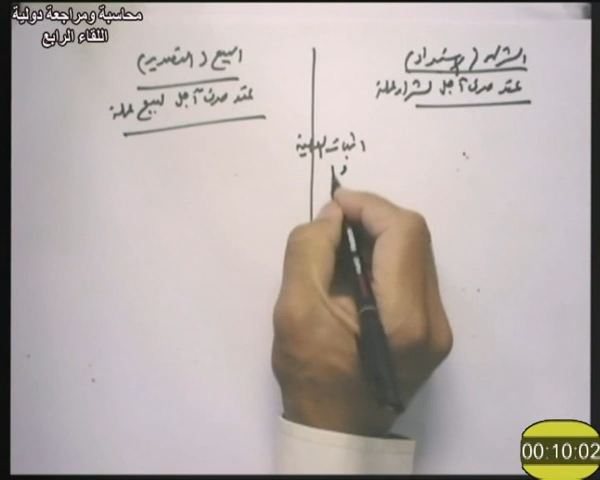 محاسبة ومراجعة دولية
اللقاء الرابع
الشراء (الإستيراد)
عقد صرف آجل لشراء عملة
البيع (التصدير)
عقد صرف آجل لبيع عملة
و
00:10:02